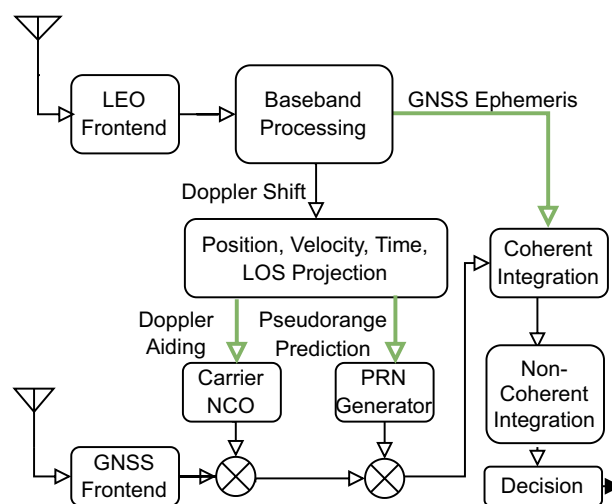 LEO
Frontend
Baseband
Processing
GNSS Ephemeris
Doppler Shift
Position, Velocity, Time,
LOS Projection
Coherent
Integration
Doppler
Aiding
Pseudorange
Prediction
Carrier
NCO
PRN
Generator
Non-
Coherent
Integration
GNSS
Frontend
Decision